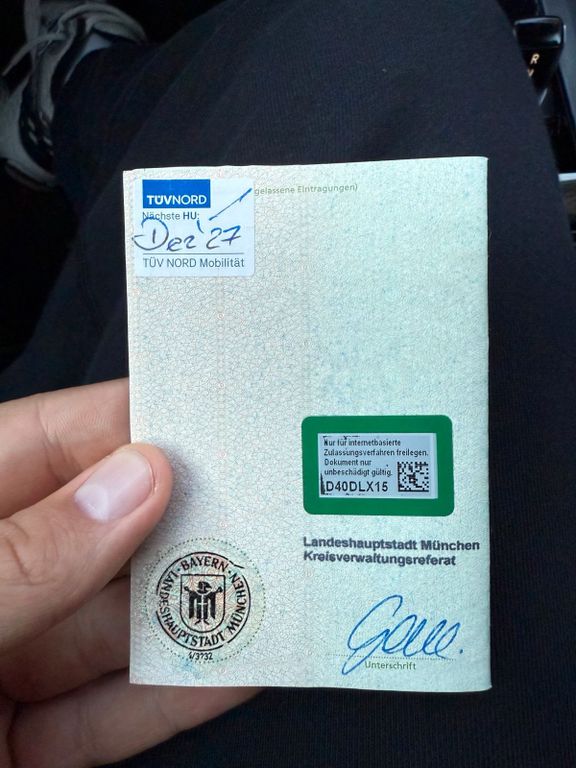 R
TÜVNORD
gelassene Eintragungen)
Nächste HU:
Dez' 27
TÜV NORD Mobilität
Nur für internetbasierte
Zulassungsverfahren freilegen.
Dokument nur
unbeschädigt gültig.
D40DLX15
Landeshauptstadt München
Kreisverwaltungsreferat
BAYERN
LANDESHAUPTSTADT MÜNCHEN
Unterschrift